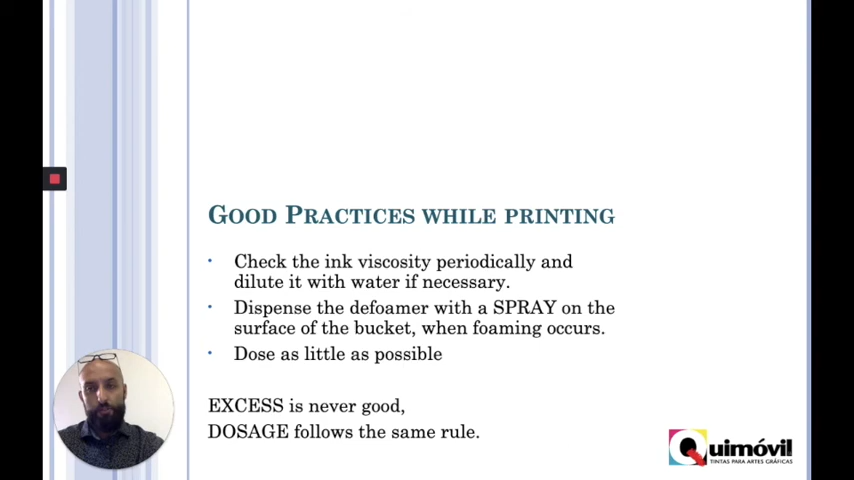 GOOD PRACTICES WHILE PRINTING
• Check the ink viscosity periodically and
dilute it with water if necessary.
• Dispense the defoamer with a SPRAY on the
surface of the bucket, when foaming occurs.
• Dose as little as possible
EXCESS is never good,
DOSAGE follows the same rule.
Quimóvil
TINTAS PARA ARTES GRÁFICAS